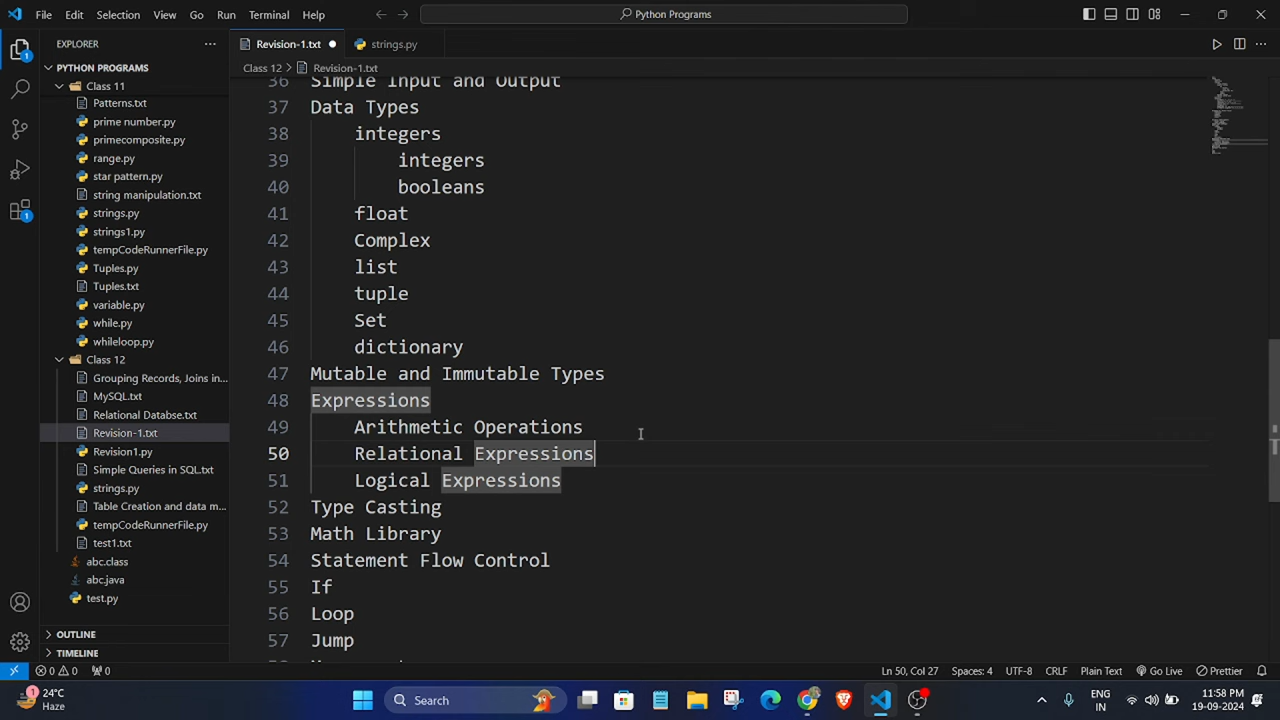 File Edit Selection View Go Run Terminal Help
Python Programs
EXPLORER
PYTHON PROGRAMS
Class 11
Patterns.txt
prime number.py
primecomposite.py
range.py
star pattern.py
string manipulation.txt
strings.py
strings1.py
tempCodeRunnerFile.py
Tuples.py
Tuples.txt
variable.py
while.py
whileloop.py
Class 12
Grouping Records, Joins in...
MySQL.txt
Relational Databse.txt
Revision-1.txt
Revision1.py
Simple Queries in SQL.txt
strings.py
Table Creation and data m...
tempCodeRunnerFile.py
test1.txt
abc.class
abc.java
test.py
OUTLINE
TIMELINE
1
1
Revision-1.txt
strings.py
Class 12 > Revision-1.txt
36 Simple Input and Output
37 Data Types
38 integers
39 integers
40 booleans
41 float
42 Complex
43 list
44 tuple
45 Set
46 dictionary
47 Mutable and Immutable Types
48 Expressions
49 Arithmetic Operations
50 Relational Expressions
51 Logical Expressions
52 Type Casting
53 Math Library
54 Statement Flow Control
55 If
56 Loop
57 Jump
0 0 0
Ln 50, Col 27 Spaces: 4 UTF-8 CRLF Plain Text Go Live Prettier
1
24°C
Haze
Search
ENG
IN
11:58 PM
19-09-2024